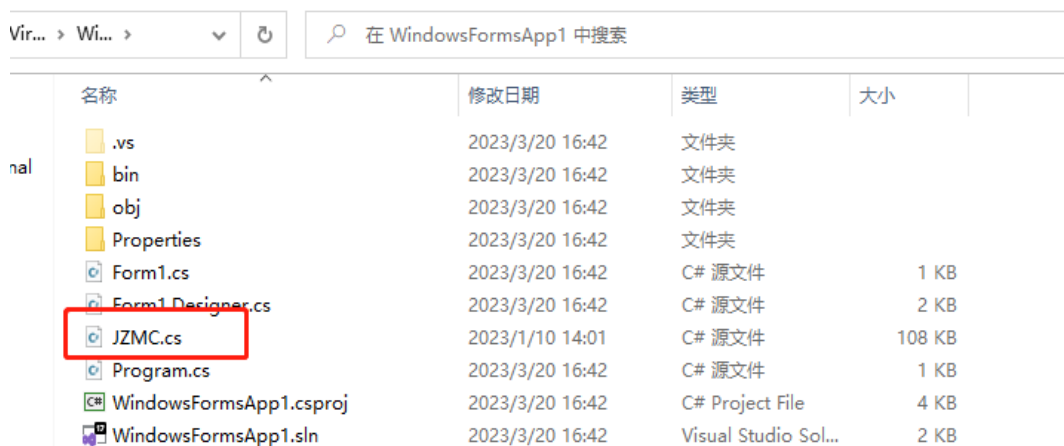 Vir... > Wi... > 在 WindowsFormsApp1 中搜索
名称 修改日期 类型 大小
.vs 2023/3/20 16:42 文件夹
nal
bin 2023/3/20 16:42 文件夹
obj 2023/3/20 16:42 文件夹
Properties 2023/3/20 16:42 文件夹
Form1.cs 2023/3/20 16:42 C# 源文件 1 KB
Form1.Designer.cs 2023/3/20 16:42 C# 源文件 2 KB
JZMC.cs 2023/1/10 14:01 C# 源文件 108 KB
Program.cs 2023/3/20 16:42 C# 源文件 1 KB
C# WindowsFormsApp1.csproj 2023/3/20 16:42 C# Project File 4 KB
WindowsFormsApp1.sln 2023/3/20 16:42 Visual Studio Sol... 2 KB